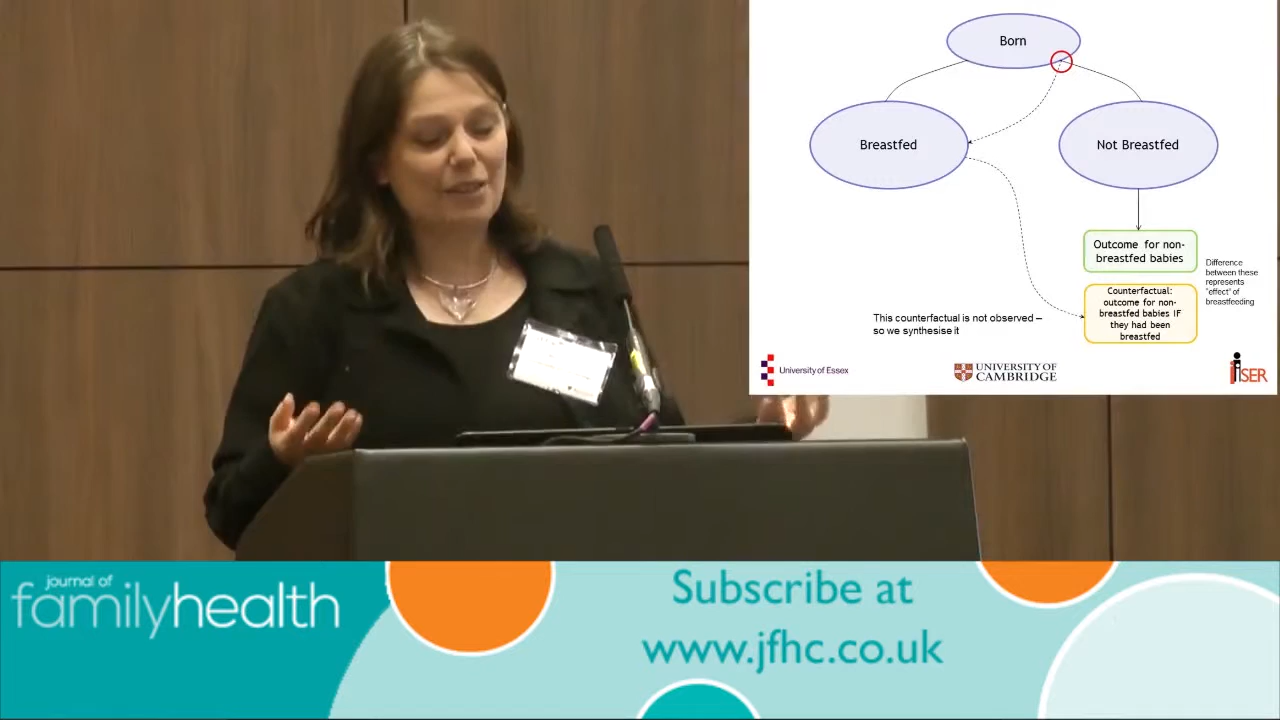 Born
Breastfed
Not Breastfed
Outcome for non-
breastfed babies
Difference
between these
represents
"effect" of
breastfeeding
Counterfactual:
outcome for non-
breastfed babies IF
they had been
breastfed
This counterfactual is not observed –
so we synthesise it
University of Essex
UNIVERSITY OF
CAMBRIDGE
ISER
journal of
familyhealth
Subscribe at
www.jfhc.co.uk